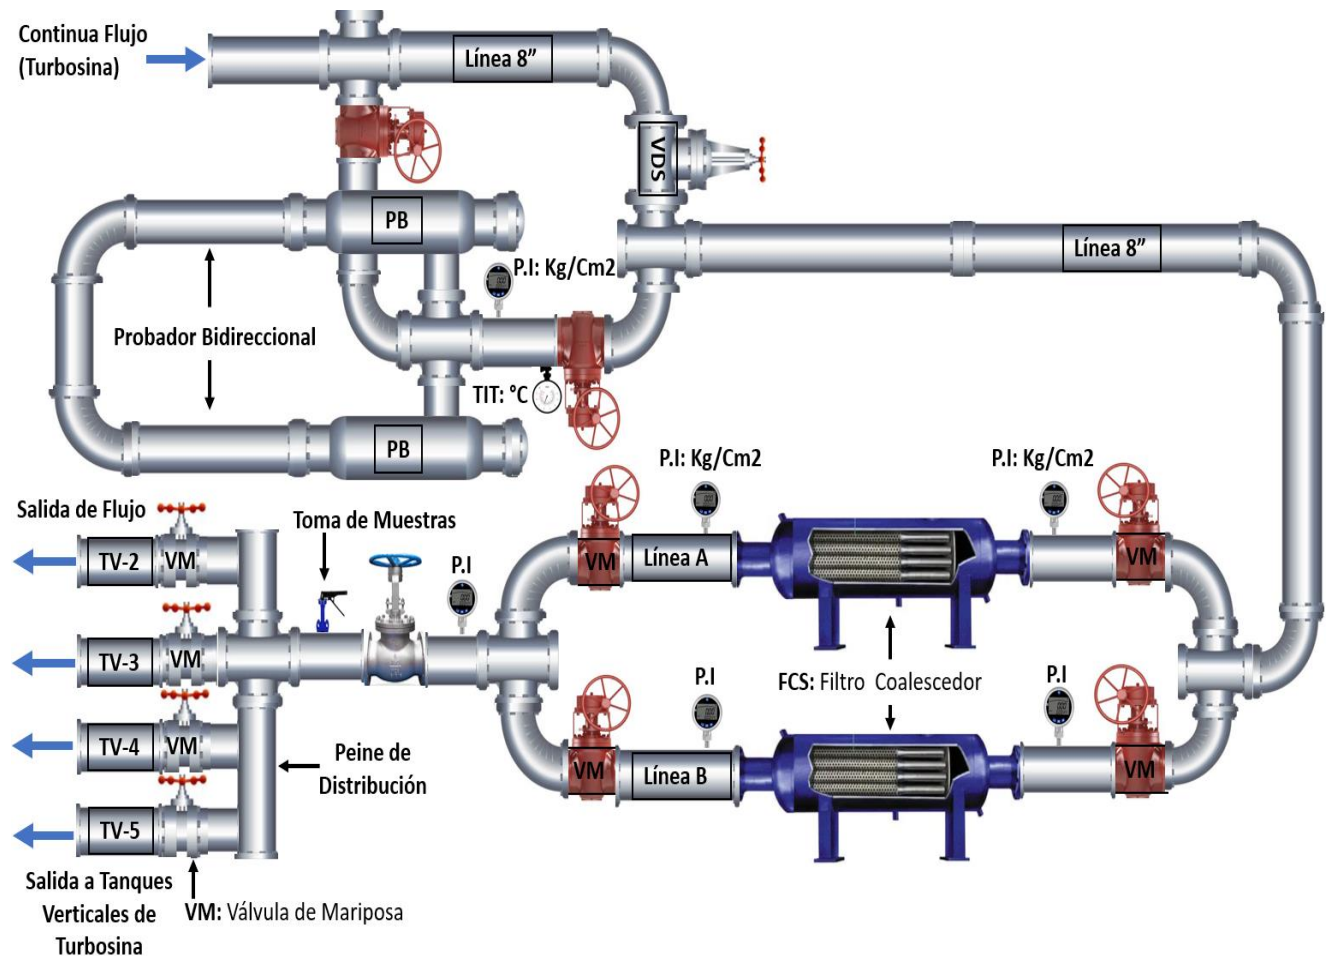 Continua Flujo
(Turbosina)
Línea 8”
VDS
PB
P.I: Kg/Cm2
Línea 8”
Probador Bidireccional
TIT: °C
PB
P.I: Kg/Cm2
P.I: Kg/Cm2
Salida de Flujo
Toma de Muestras
TV-2
VM
P.I
VM
Línea A
VM
TV-3
VM
FCS: Filtro Coalescedor
P.I
P.I
TV-4
VM
Peine de
Distribución
VM
Línea B
VM
TV-5
Salida a Tanques
Verticales de
Turbosina
VM: Válvula de Mariposa